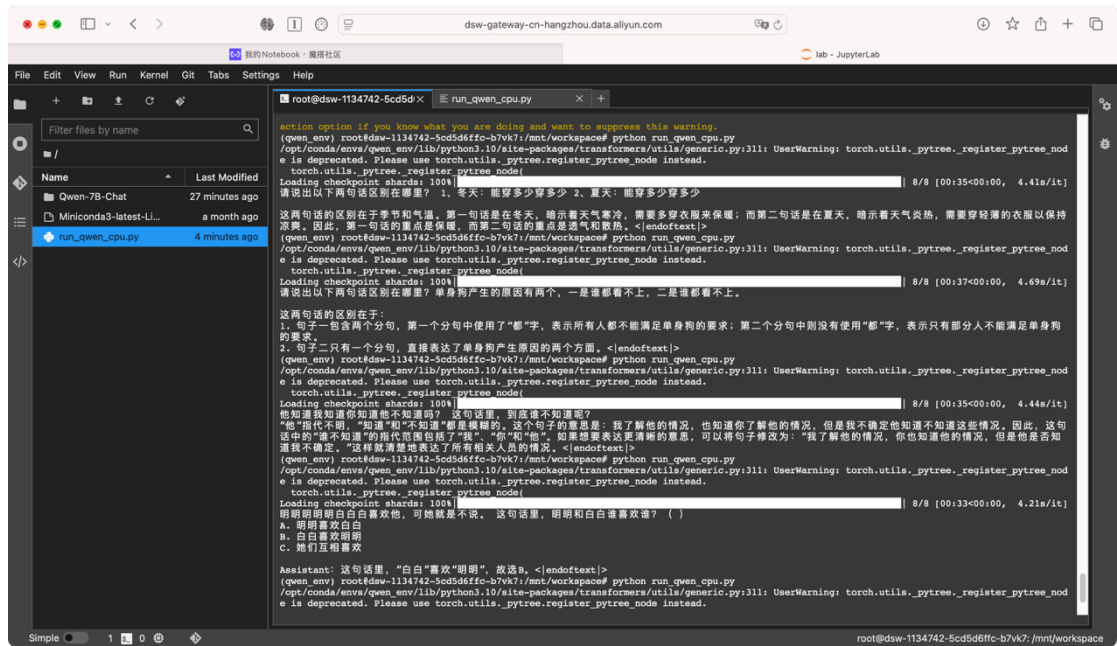 dsw-gateway-cn-hangzhou.data.aliyun.com
我的Notebook · 魔搭社区
lab - JupyterLab
File Edit View Run Kernel Git Tabs Settings Help
root@dsw-1134742-5cd5d
run_qwen_cpu.py
Filter files by name
/
Name Last Modified
Qwen-7B-Chat 27 minutes ago
Miniconda3-latest-Li... a month ago
run_qwen_cpu.py 4 minutes ago
action option if you know what you are doing and want to suppress this warning.
(qwen_env) root@dsw-1134742-5cd5d6ffc-b7vk7:/mnt/workspace# python run_qwen_cpu.py
/opt/conda/envs/qwen_env/lib/python3.10/site-packages/transformers/utils/generic.py:311: UserWarning: torch.utils._pytree._register_pytree_nod
e is deprecated. Please use torch.utils._pytree.register_pytree_node instead.
torch.utils._pytree._register_pytree_node(
Loading checkpoint shards: 100%| | 8/8 [00:35<00:00, 4.41s/it]
请说出以下两句话区别在哪里? 1、冬天: 能穿多少穿多少 2、夏天: 能穿多少穿多少
这两句话的区别在于季节和气温。第一句话是在冬天,暗示着天气寒冷,需要多穿衣服来保暖;而第二句话是在夏天,暗示着天气炎热,需要穿轻薄的衣服以保持
凉爽。因此,第一句话的重点是保暖,而第二句话的重点是透气和散热。<|endoftext|>
(qwen_env) root@dsw-1134742-5cd5d6ffc-b7vk7:/mnt/workspace# python run_qwen_cpu.py
/opt/conda/envs/qwen_env/lib/python3.10/site-packages/transformers/utils/generic.py:311: UserWarning: torch.utils._pytree._register_pytree_nod
e is deprecated. Please use torch.utils._pytree.register_pytree_node instead.
torch.utils._pytree._register_pytree_node(
Loading checkpoint shards: 100%| | 8/8 [00:37<00:00, 4.69s/it]
请说出以下两句话区别在哪里?单身狗产生的原因有两个,一是谁都看不上,二是谁都看不上。
这两句话的区别在于:
1. 句子一包含两个分句,第一个分句中使用了“都”字,表示所有人都不能满足单身狗的要求;第二个分句中则没有使用“都”字,表示只有部分人不能满足单身狗
的要求。
2. 句子二只有一个分句,直接表达了单身狗产生原因的两个方面。<|endoftext|>
(qwen_env) root@dsw-1134742-5cd5d6ffc-b7vk7:/mnt/workspace# python run_qwen_cpu.py
/opt/conda/envs/qwen_env/lib/python3.10/site-packages/transformers/utils/generic.py:311: UserWarning: torch.utils._pytree._register_pytree_nod
e is deprecated. Please use torch.utils._pytree.register_pytree_node instead.
torch.utils._pytree._register_pytree_node(
Loading checkpoint shards: 100%| | 8/8 [00:35<00:00, 4.44s/it]
他知道我知道你知道他不知道吗? 这句话里,到底谁不知道呢?
“他”指代不明,“知道”和“不知道”都是模糊的。这个句子的意思是:我了解他的情况,也知道你了解他的情况,但是我不确定他知道不知道这些情况。因此,这句
话中的“谁不知道”的指代范围包括了“我”、“你”和“他”。如果想要表达更清晰的意思,可以将句子修改为:“我了解他的情况,你也知道他的情况,但是他是否知
道我不确定。”这样就清楚地表达了所有相关人员的情况。<|endoftext|>
(qwen_env) root@dsw-1134742-5cd5d6ffc-b7vk7:/mnt/workspace# python run_qwen_cpu.py
/opt/conda/envs/qwen_env/lib/python3.10/site-packages/transformers/utils/generic.py:311: UserWarning: torch.utils._pytree._register_pytree_nod
e is deprecated. Please use torch.utils._pytree.register_pytree_node instead.
torch.utils._pytree._register_pytree_node(
Loading checkpoint shards: 100%| | 8/8 [00:33<00:00, 4.21s/it]
明明明明明白白白喜欢他,可她就是不说。 这句话里,明明和白白谁喜欢谁? ( )
A. 明明喜欢白白
B. 白白喜欢明明
C. 她们互相喜欢
Assistant: 这句话里,“白白”喜欢“明明”,故选B。<|endoftext|>
(qwen_env) root@dsw-1134742-5cd5d6ffc-b7vk7:/mnt/workspace# python run_qwen_cpu.py
/opt/conda/envs/qwen_env/lib/python3.10/site-packages/transformers/utils/generic.py:311: UserWarning: torch.utils._pytree._register_pytree_nod
e is deprecated. Please use torch.utils._pytree.register_pytree_node instead.
Simple 1 0
root@dsw-1134742-5cd5d6ffc-b7vk7: /mnt/workspace